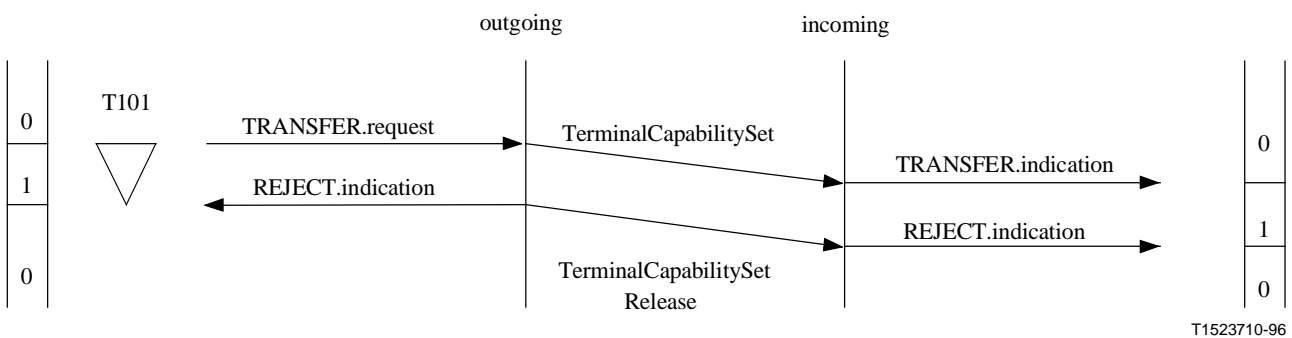 outgoing
incoming
T101
0
TRANSFER.request
TerminalCapabilitySet
0
TRANSFER.indication
1
REJECT.indication
REJECT.indication
1
0
TerminalCapabilitySet
Release
0
T1523710-96